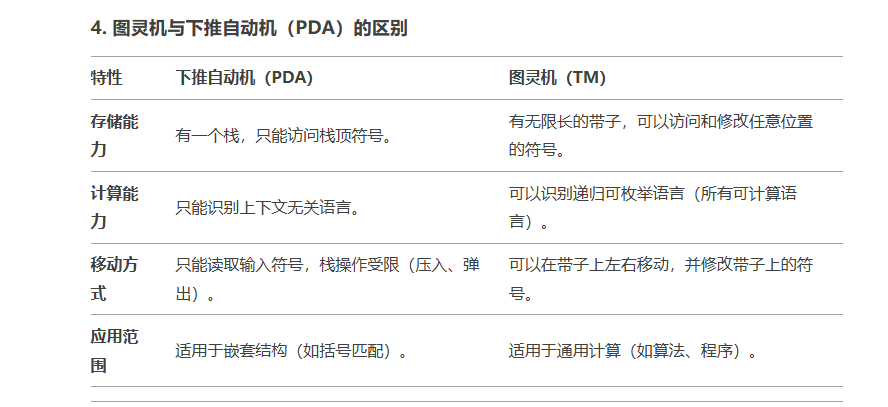 4. 图灵机与下推自动机（PDA）的区别
特性 下推自动机（PDA） 图灵机（TM）
存储能
力
有一个栈，只能访问栈顶符号。
有无限长的带子，可以访问和修改任意位置
的符号。
计算能
力
只能识别上下文无关语言。
可以识别递归可枚举语言（所有可计算语
言）。
移动方
式
只能读取输入符号，栈操作受限（压入、弹
出）。
可以在带子上左右移动，并修改带子上的符
号。
应用范
围
适用于嵌套结构（如括号匹配）。
适用于通用计算（如算法、程序）。